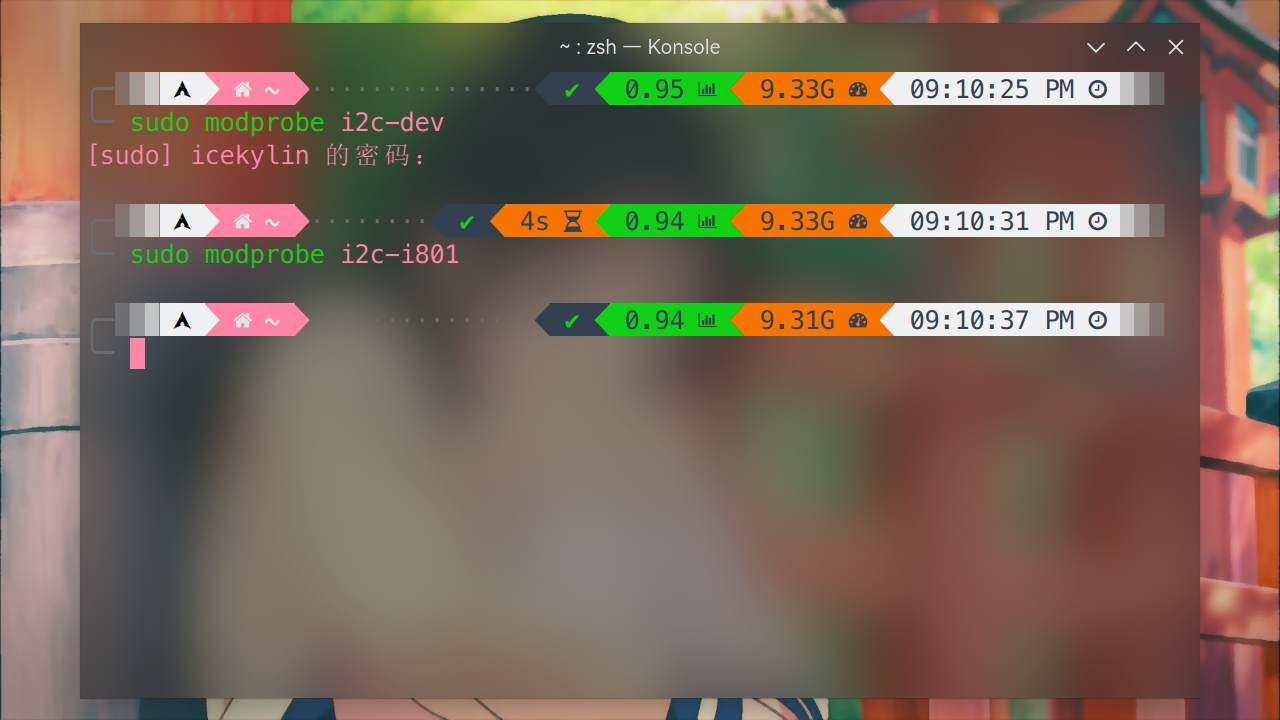 ~ : zsh — Konsole
~ ✔ 0.95 9.33G 09:10:25 PM
sudo modprobe i2c-dev
[sudo] icekylin 的密码：
~ ✔ 4s 0.94 9.33G 09:10:31 PM
sudo modprobe i2c-i801
~ ✔ 0.94 9.31G 09:10:37 PM